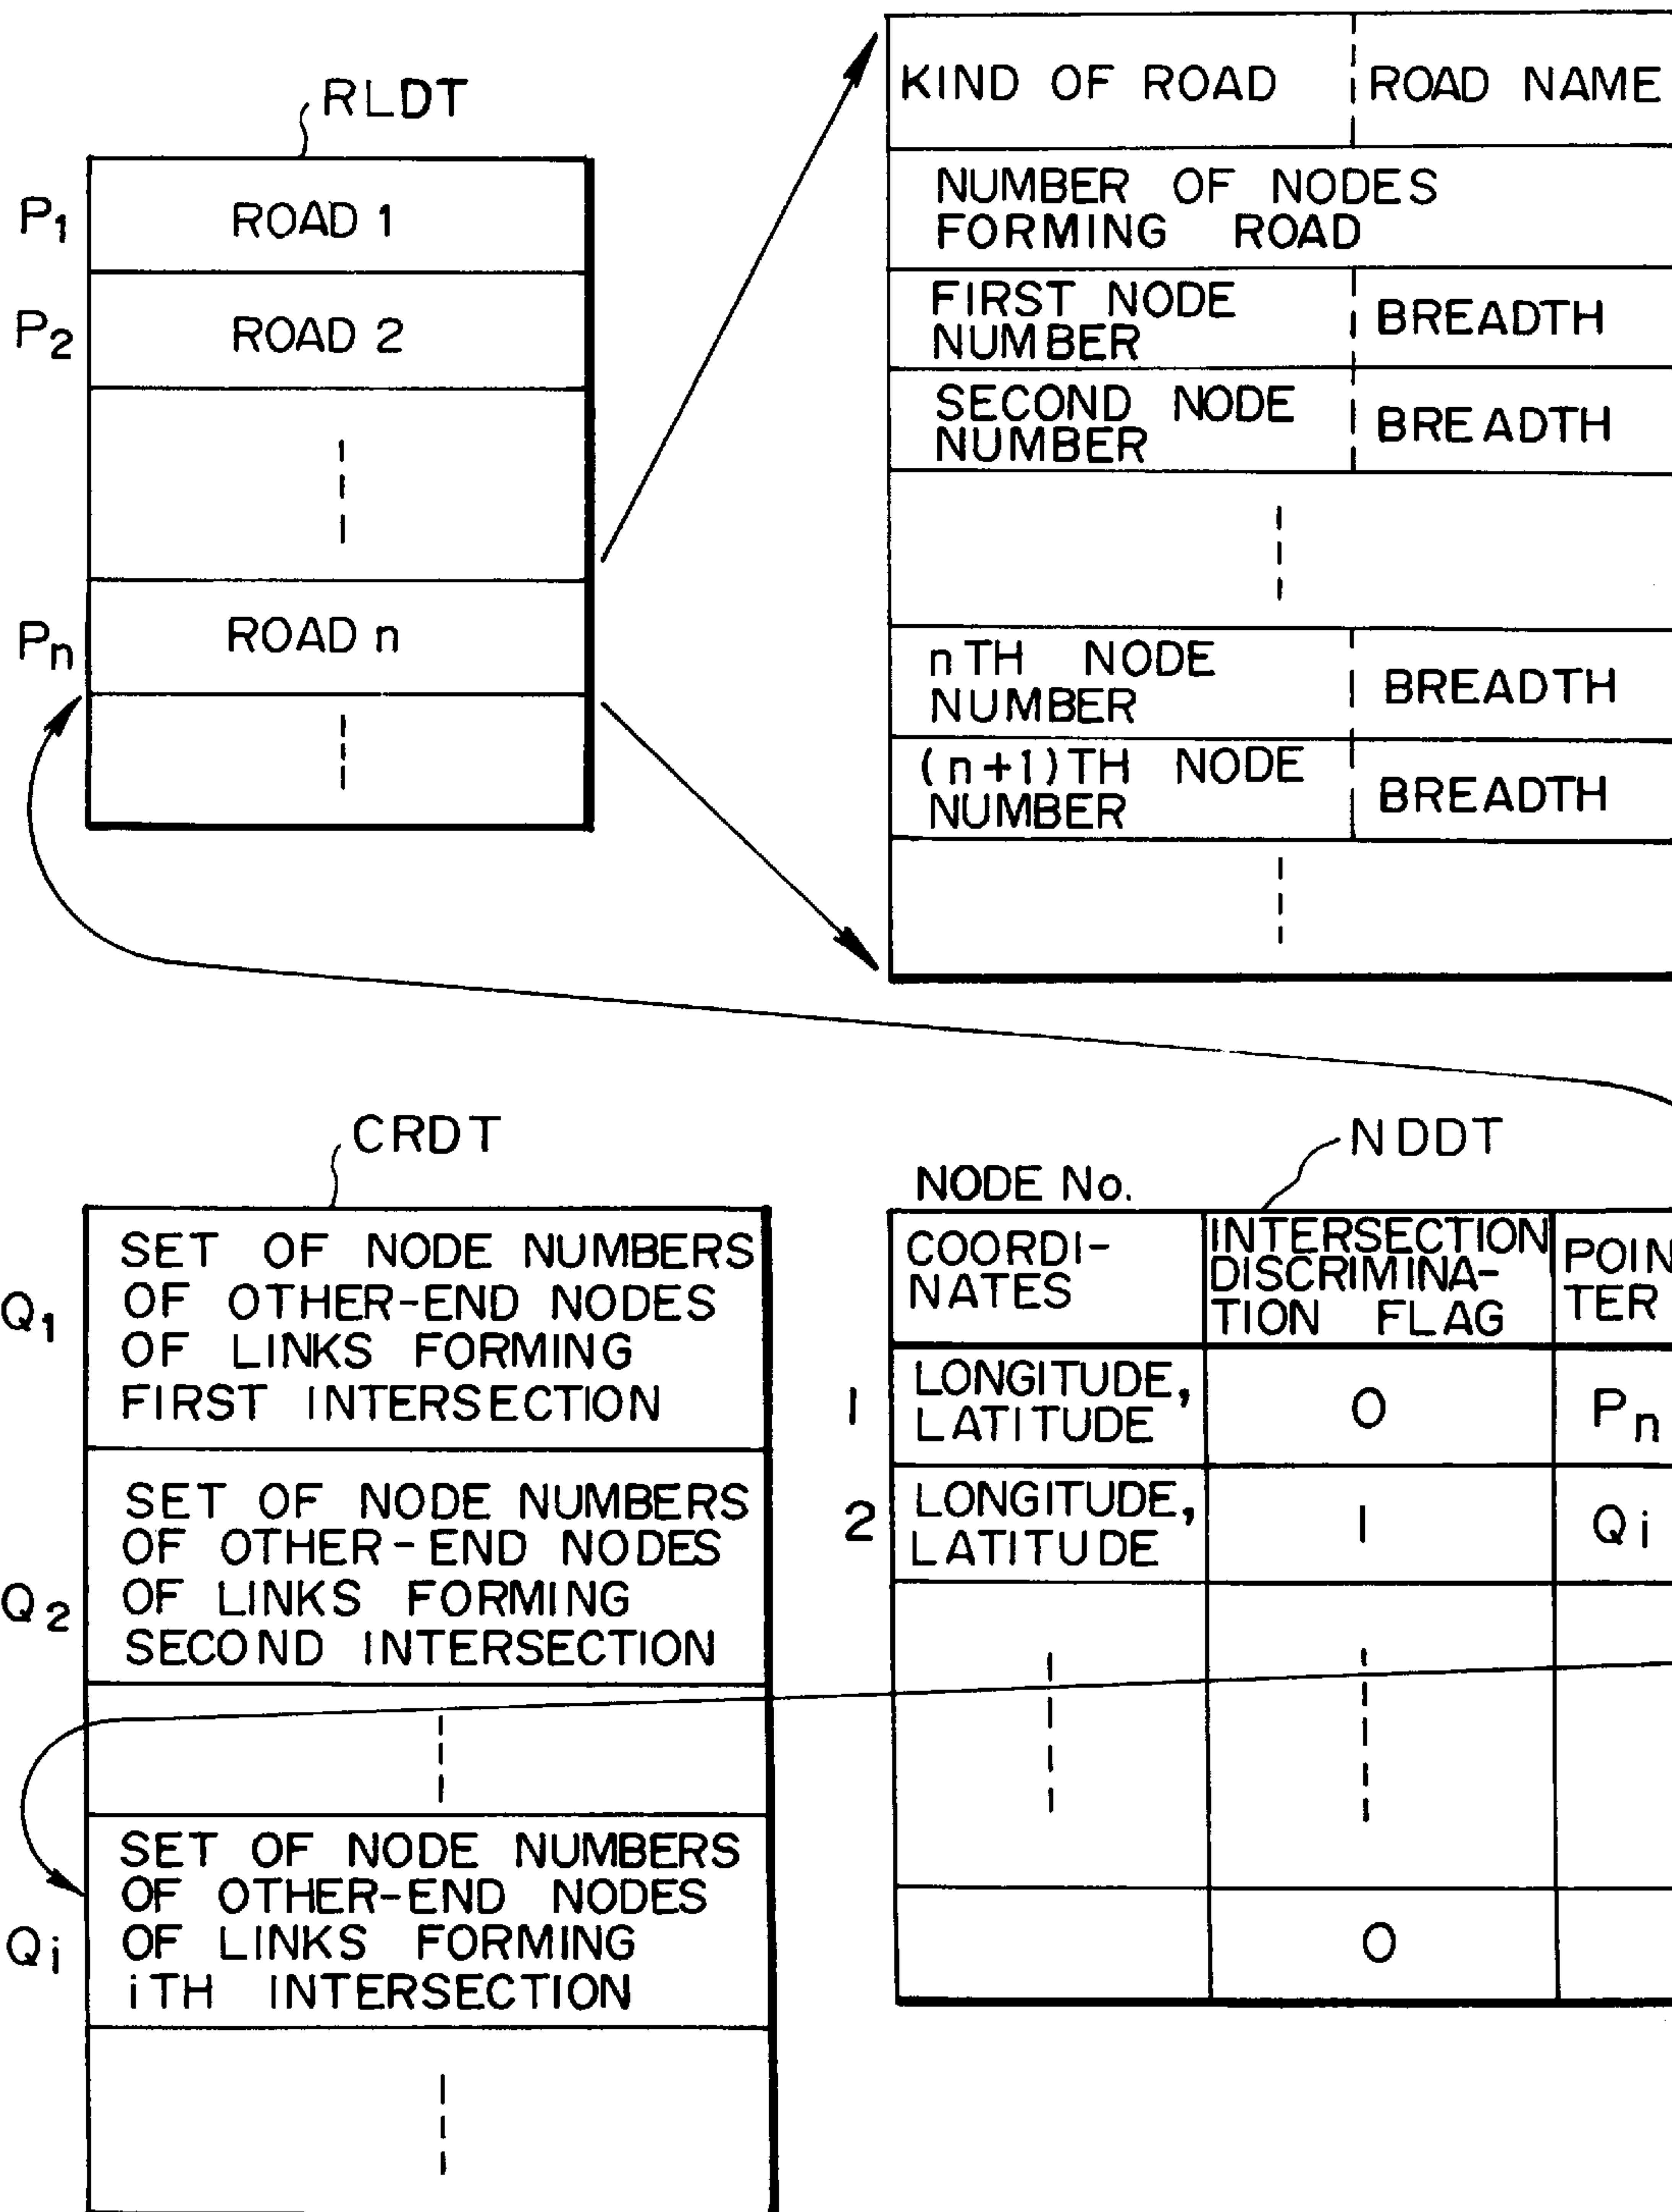 RLDT
P1
ROAD 1
P2
ROAD 2
Pn
ROAD n
KIND OF ROAD
ROAD NAME
NUMBER OF NODES
FORMING ROAD
FIRST NODE
NUMBER
BREADTH
SECOND NODE
NUMBER
BREADTH
nTH NODE
NUMBER
BREADTH
(n+1)TH NODE
NUMBER
BREADTH
CRDT
Q1
SET OF NODE NUMBERS
OF OTHER-END NODES
OF LINKS FORMING
FIRST INTERSECTION
Q2
SET OF NODE NUMBERS
OF OTHER-END NODES
OF LINKS FORMING
SECOND INTERSECTION
Qi
SET OF NODE NUMBERS
OF OTHER-END NODES
OF LINKS FORMING
iTH INTERSECTION
NDDT
NODE No.
COORDI-
NATES
INTERSECTION
DISCRIMINA-
TION FLAG
POIN
TER
1
LONGITUDE,
LATITUDE
0
Pn
2
LONGITUDE,
LATITUDE
1
Qi
0